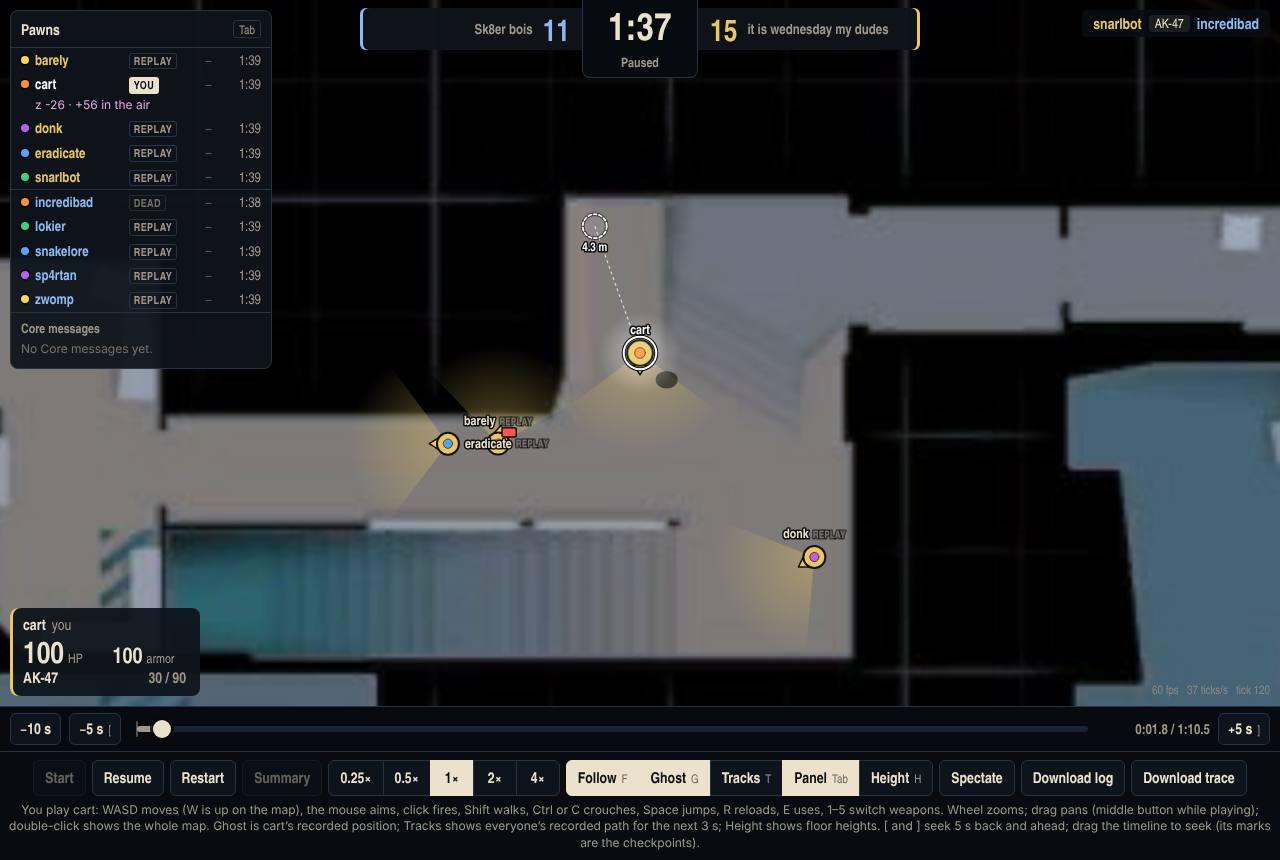 Pawns
Tab
barely REPLAY – 1:39
cart YOU – 1:39
z -26 · +56 in the air
donk REPLAY – 1:39
eradicate REPLAY – 1:39
snarlbot REPLAY – 1:39
incredibad DEAD – 1:38
lokier REPLAY – 1:39
snakelore REPLAY – 1:39
sp4rtan REPLAY – 1:39
zwomp REPLAY – 1:39
Core messages
No Core messages yet.
Sk8er bois 11
1:37
Paused
15 it is wednesday my dudes
snarlbot AK-47 incredibad
4.3 m
cart
barely REPLAY
eradicate REPLAY
donk REPLAY
cart you
100 HP 100 armor
AK-47 30 / 90
60 fps 37 ticks/s tick 120
−10 s
−5 s [
0:01.8 / 1:10.5
+5 s ]
Start
Resume
Restart
Summary
0.25×
0.5×
1×
2×
4×
Follow F
Ghost G
Tracks T
Panel Tab
Height H
Spectate
Download log
Download trace
You play cart: WASD moves (W is up on the map), the mouse aims, click fires, Shift walks, Ctrl or C crouches, Space jumps, R reloads, E uses, 1–5 switch weapons. Wheel zooms; drag pans (middle button while playing);
double-click shows the whole map. Ghost is cart's recorded position; Tracks shows everyone's recorded path for the next 3 s; Height shows floor heights. [ and ] seek 5 s back and ahead; drag the timeline to seek (its marks
are the checkpoints).